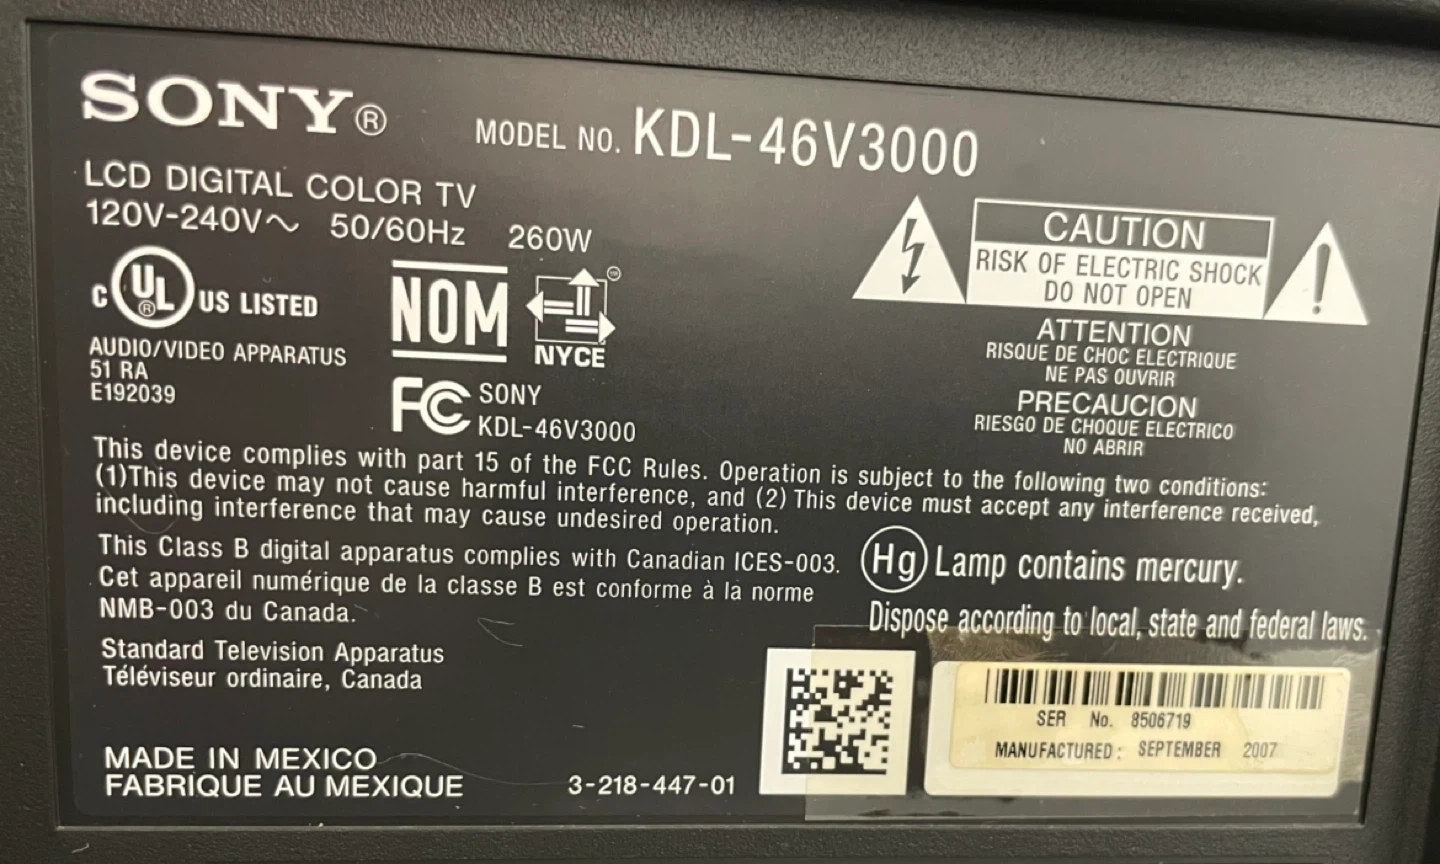 SONY®
MODEL NO. KDL-46V3000
LCD DIGITAL COLOR TV
120V-240V~ 50/60Hz 260W
C UL® US LISTED
AUDIO/VIDEO APPARATUS
51 RA
E192039
NOM
NYCE
FC SONY
KDL-46V3000
CAUTION
RISK OF ELECTRIC SHOCK
DO NOT OPEN
ATTENTION
RISQUE DE CHOC ELECTRIQUE
NE PAS OUVRIR
PRECAUCION
RIESGO DE CHOQUE ELECTRICO
NO ABRIR
This device complies with part 15 of the FCC Rules. Operation is subject to the following two conditions:
(1)This device may not cause harmful interference, and (2) This device must accept any interference received,
including interference that may cause undesired operation.
This Class B digital apparatus complies with Canadian ICES-003.
Cet appareil numérique de la classe B est conforme à la norme
NMB-003 du Canada.
Hg Lamp contains mercury.
Dispose according to local, state and federal laws.
Standard Television Apparatus
Téléviseur ordinaire, Canada
MADE IN MEXICO
FABRIQUE AU MEXIQUE
3-218-447-01
SER No. 8506719
MANUFACTURED: SEPTEMBER 2007